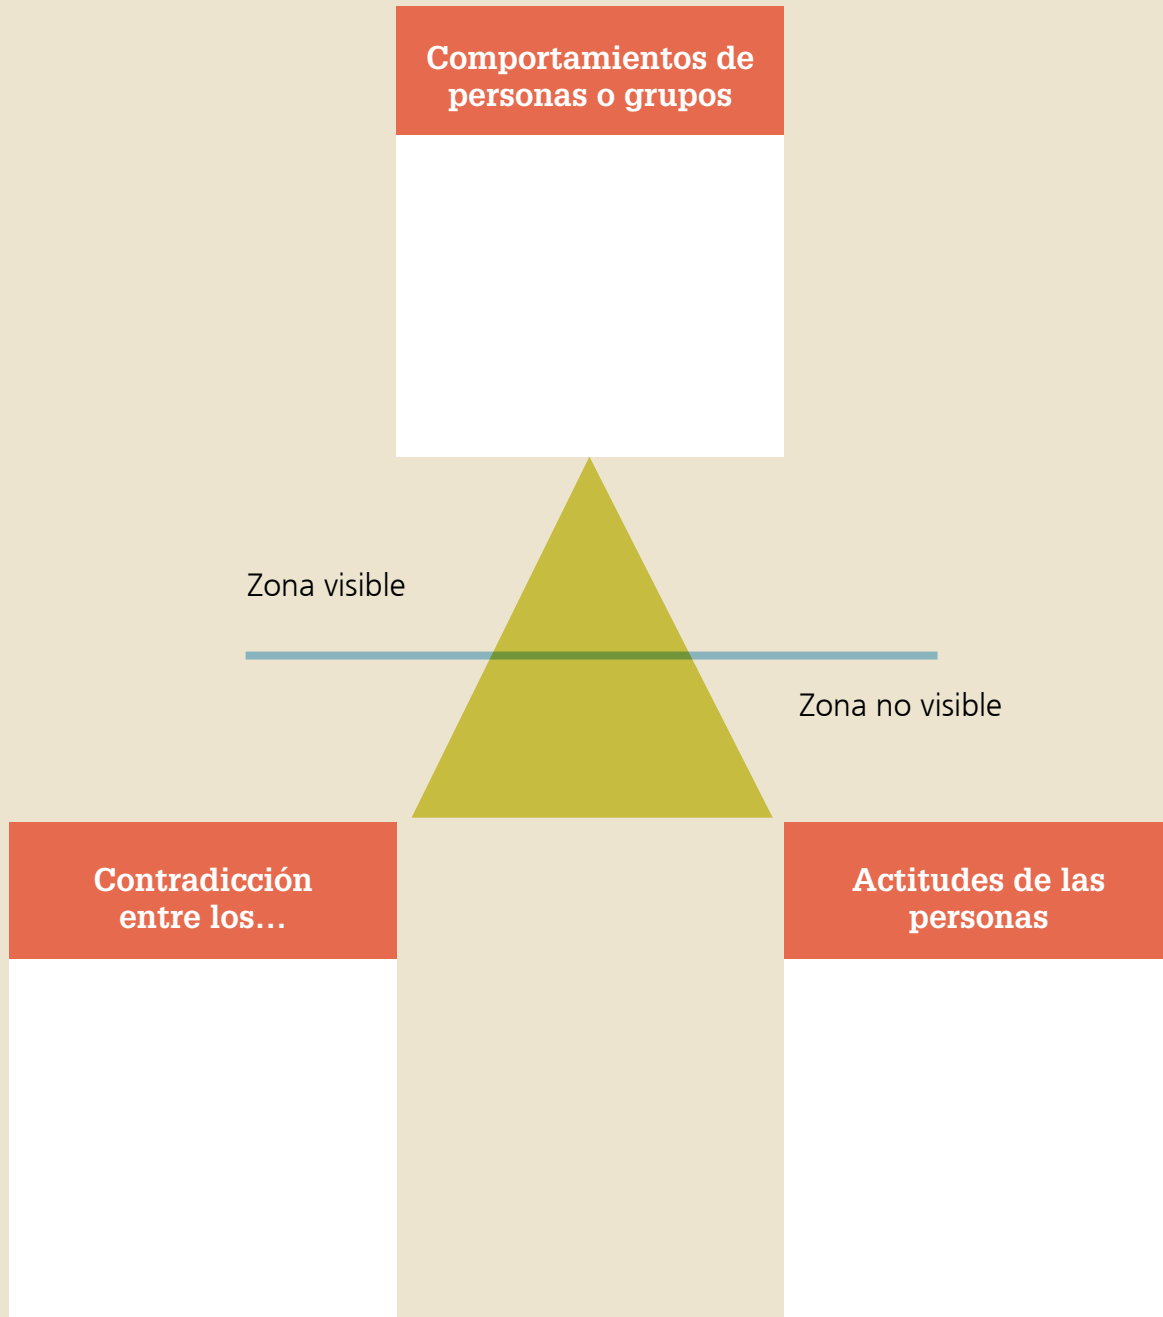 Comportamientos de
personas o grupos
Zona visible
Zona no visible
Contradicción
entre los...
Actitudes de las
personas